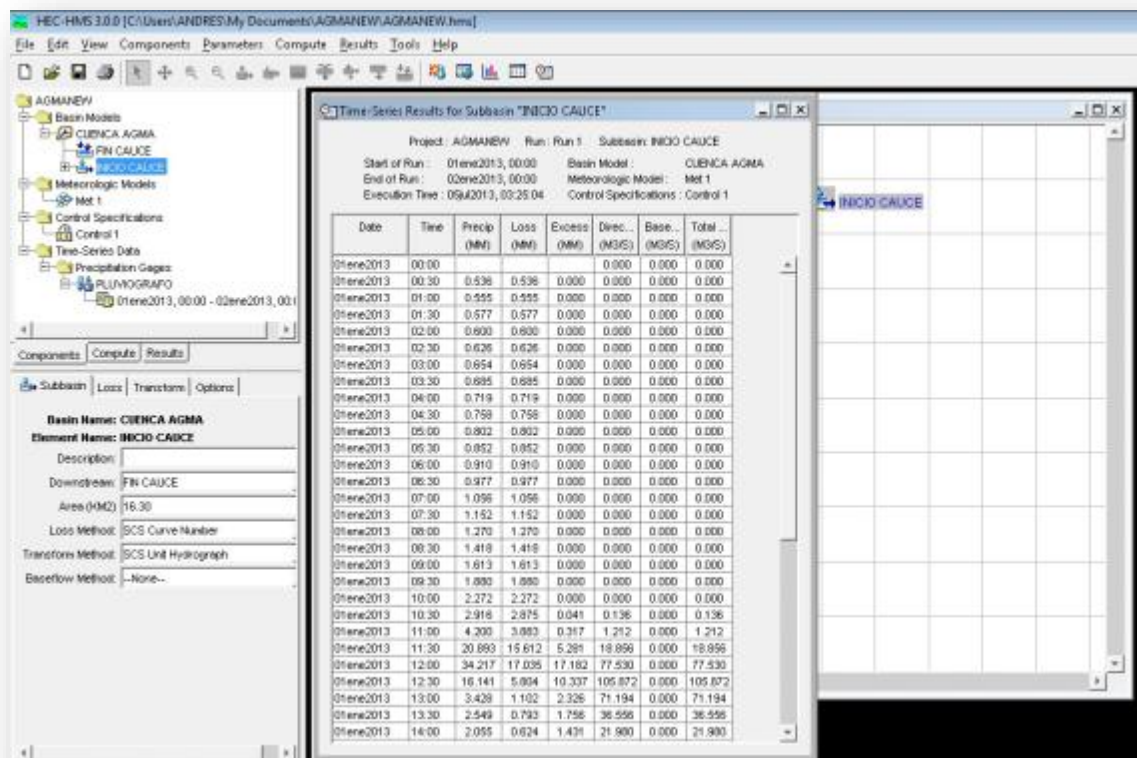 HEC-HMS 3.0.0 [C:\Users\ANDRES\My Documents\AGMANEW\AGMANEW.hms]
File Edit View Components Parameters Compute Results Tools Help
AGMANEW
Basin Models
CUENCA AGMA
FIN CAUCE
INICIO CAUCE
Meteorologic Models
Met 1
Control Specifications
Control 1
Time-Series Data
Precipitation Gages
PLUVIOGRAFO
01ene2013, 00:00 - 02ene2013, 00:
Components Compute Results
Subbasin Loss Transform Options
Basin Name: CUENCA AGMA
Element Name: INICIO CAUCE
Description:
Downstream: FIN CAUCE
Area (KM2) 16.30
Loss Method: SCS Curve Number
Transform Method: SCS Unit Hydrograph
Baseflow Method: --None--
Time-Series Results for Subbasin "INICIO CAUCE"
Project : AGMANEW Run : Run 1 Subbasin: INICIO CAUCE
Start of Run : 01ene2013, 00:00 Basin Model : CUENCA AGMA
End of Run : 02ene2013, 00:00 Meteorologic Model : Met 1
Execution Time : 09jul2013, 03:25:04 Control Specifications : Control 1
Date Time Precip Loss Excess Direc... Base... Total ...
(MM) (MM) (MM) (M3/S) (M3/S) (M3/S)
01ene2013 00:00 0.000 0.000 0.000
01ene2013 00:30 0.536 0.536 0.000 0.000 0.000 0.000
01ene2013 01:00 0.555 0.555 0.000 0.000 0.000 0.000
01ene2013 01:30 0.577 0.577 0.000 0.000 0.000 0.000
01ene2013 02:00 0.600 0.600 0.000 0.000 0.000 0.000
01ene2013 02:30 0.626 0.626 0.000 0.000 0.000 0.000
01ene2013 03:00 0.654 0.654 0.000 0.000 0.000 0.000
01ene2013 03:30 0.685 0.685 0.000 0.000 0.000 0.000
01ene2013 04:00 0.719 0.719 0.000 0.000 0.000 0.000
01ene2013 04:30 0.758 0.758 0.000 0.000 0.000 0.000
01ene2013 05:00 0.802 0.802 0.000 0.000 0.000 0.000
01ene2013 05:30 0.852 0.852 0.000 0.000 0.000 0.000
01ene2013 06:00 0.910 0.910 0.000 0.000 0.000 0.000
01ene2013 06:30 0.977 0.977 0.000 0.000 0.000 0.000
01ene2013 07:00 1.056 1.056 0.000 0.000 0.000 0.000
01ene2013 07:30 1.152 1.152 0.000 0.000 0.000 0.000
01ene2013 08:00 1.270 1.270 0.000 0.000 0.000 0.000
01ene2013 08:30 1.418 1.418 0.000 0.000 0.000 0.000
01ene2013 09:00 1.613 1.613 0.000 0.000 0.000 0.000
01ene2013 09:30 1.880 1.880 0.000 0.000 0.000 0.000
01ene2013 10:00 2.272 2.272 0.000 0.000 0.000 0.000
01ene2013 10:30 2.916 2.875 0.041 0.136 0.000 0.136
01ene2013 11:00 4.200 3.883 0.317 1.212 0.000 1.212
01ene2013 11:30 20.893 15.612 5.281 18.856 0.000 18.856
01ene2013 12:00 34.217 17.035 17.182 77.530 0.000 77.530
01ene2013 12:30 16.141 5.804 10.337 105.872 0.000 105.872
01ene2013 13:00 3.428 1.102 2.326 71.194 0.000 71.194
01ene2013 13:30 2.549 0.793 1.756 36.556 0.000 36.556
01ene2013 14:00 2.055 0.624 1.431 21.980 0.000 21.980
INICIO CAUCE